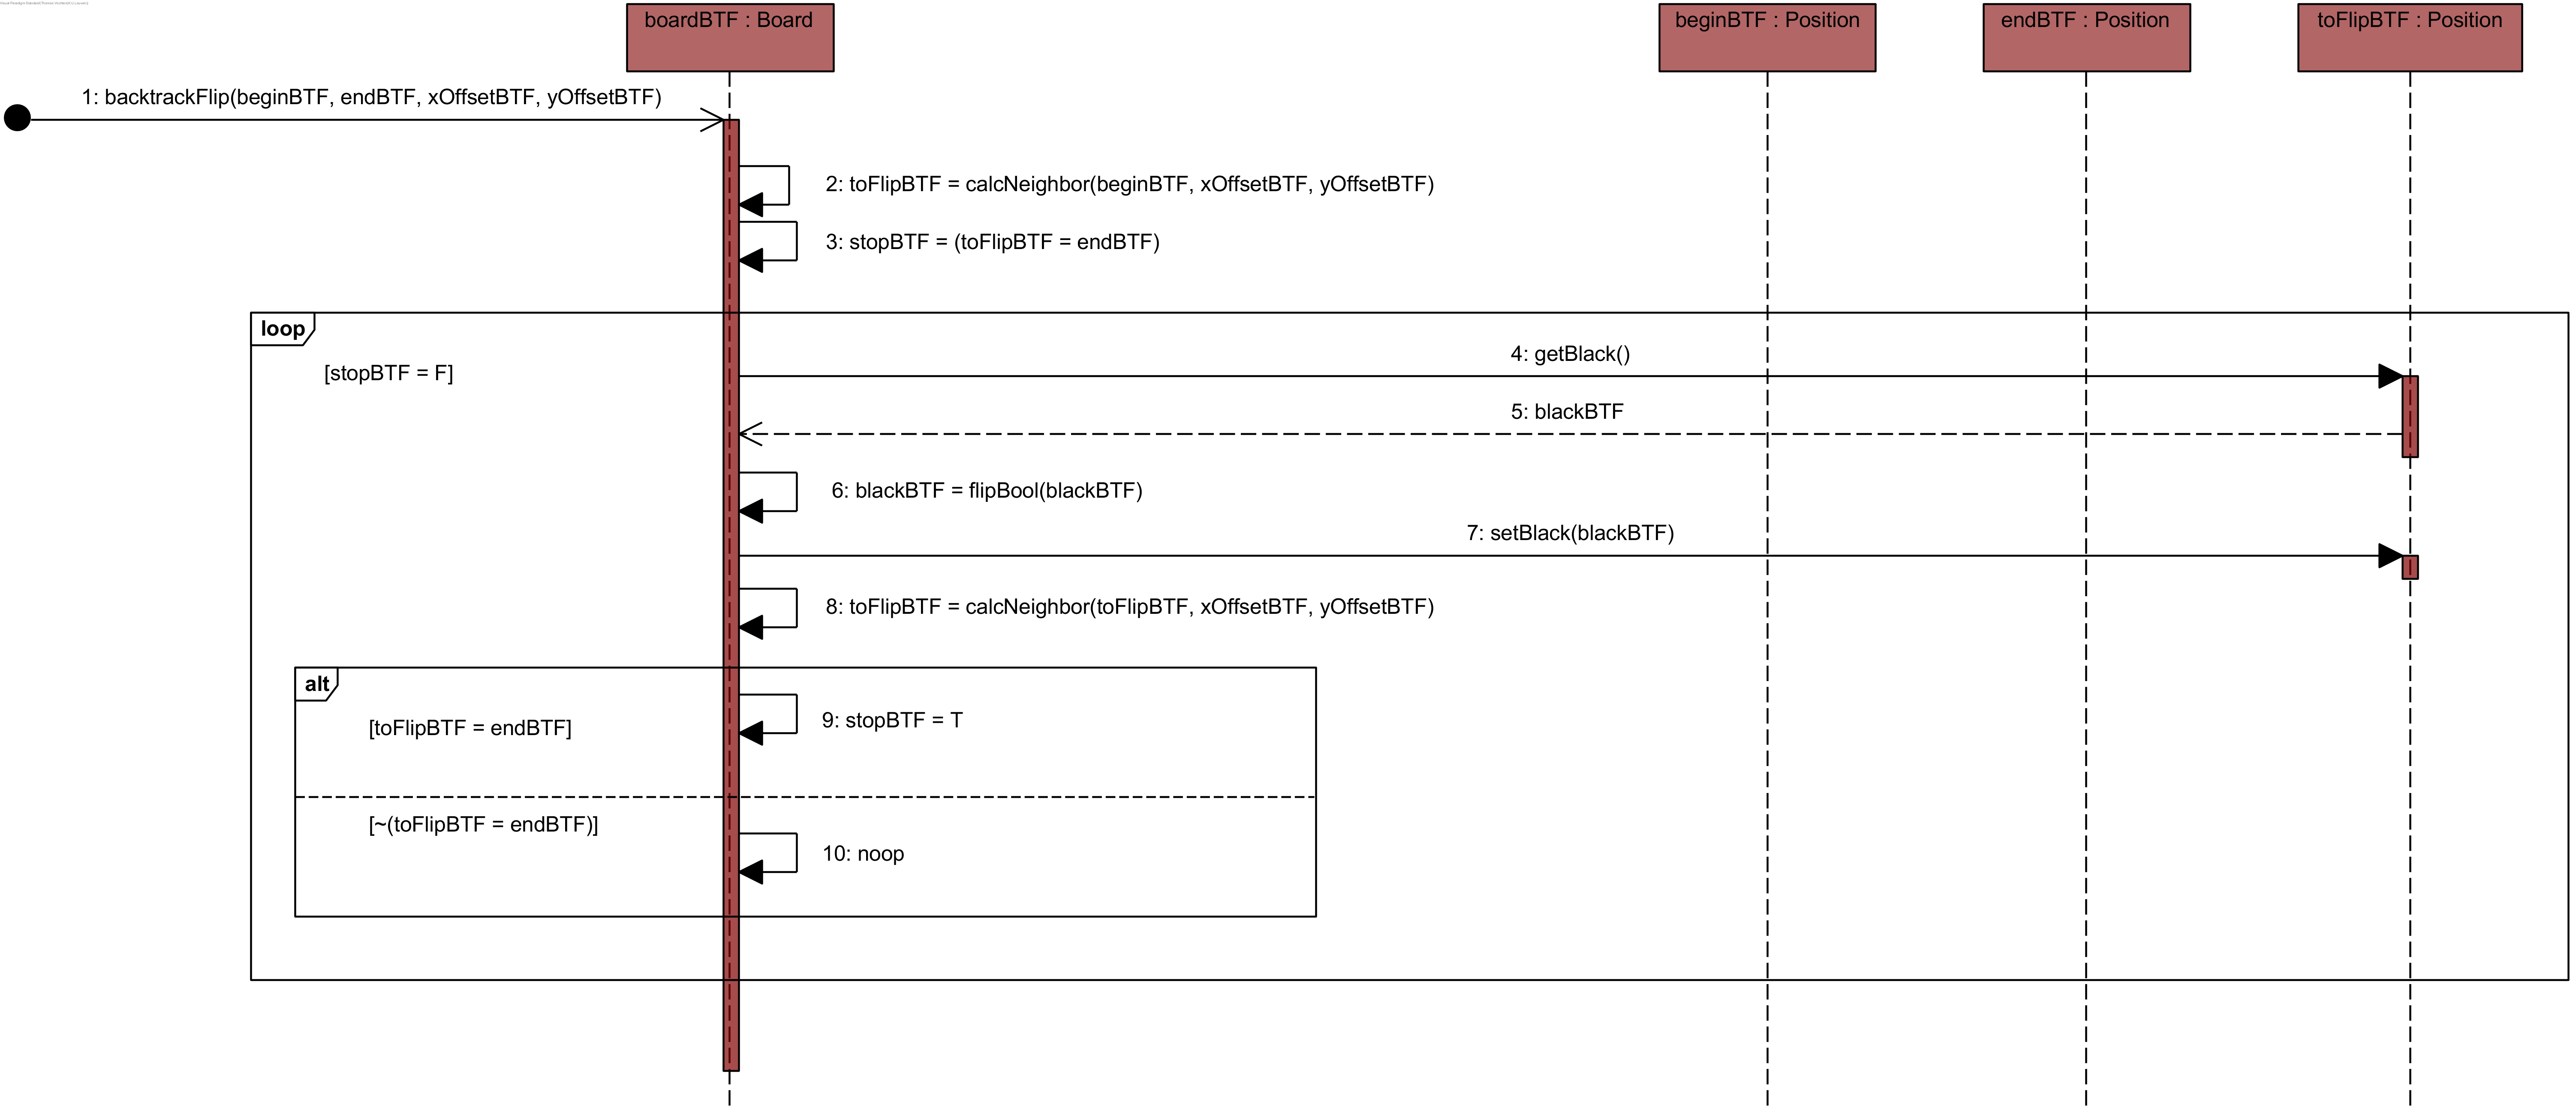 boardBTF : Board
beginBTF : Position
endBTF : Position
toFlipBTF : Position
1: backtrackFlip(beginBTF, endBTF, xOffsetBTF, yOffsetBTF)
2: toFlipBTF = calcNeighbor(beginBTF, xOffsetBTF, yOffsetBTF)
3: stopBTF = (toFlipBTF = endBTF)
loop
[stopBTF = F]
4: getBlack()
5: blackBTF
6: blackBTF = flipBool(blackBTF)
7: setBlack(blackBTF)
8: toFlipBTF = calcNeighbor(toFlipBTF, xOffsetBTF, yOffsetBTF)
alt
[toFlipBTF = endBTF]
9: stopBTF = T
[~(toFlipBTF = endBTF)]
10: noop